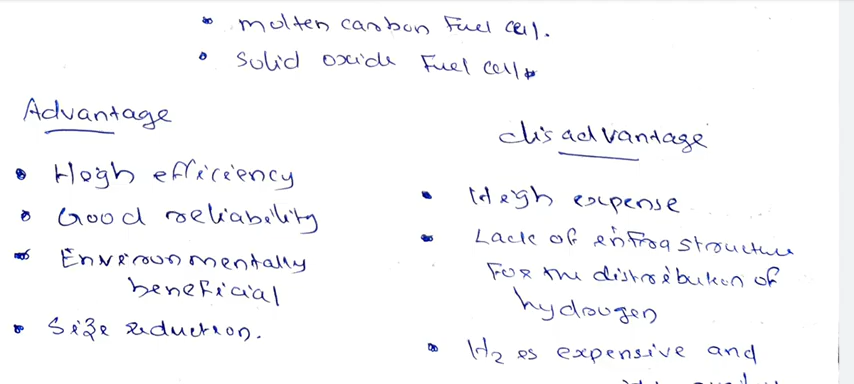 • molten carbon Fuel cell.
• Solid oxide Fuel cell.
Advantage
• High efficiency
• Good reliability
• Environmentally
beneficial
• Size reduction.
disadvantage
• High expense
• Lack of infrastructure
For the distribution of
hydrogen
• H2 is expensive and